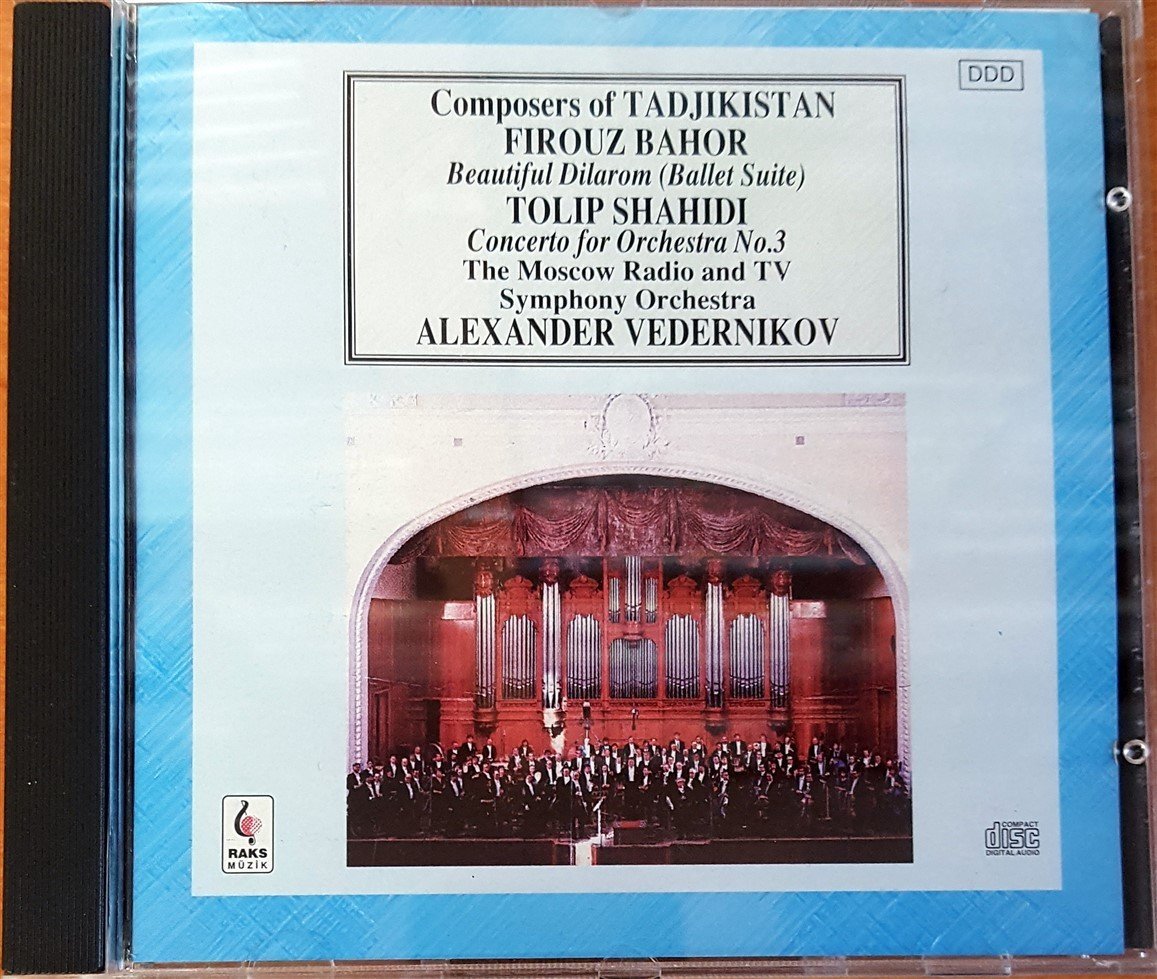 DDD
Composers of TADJIKISTAN
FIROUZ BAHOR
Beautiful Dilarom (Ballet Suite)
TOLIP SHAHIDI
Concerto for Orchestra No.3
The Moscow Radio and TV
Symphony Orchestra
ALEXANDER VEDERNIKOV
RAKS
MÜZİK
COMPACT
disc
DIGITAL AUDIO